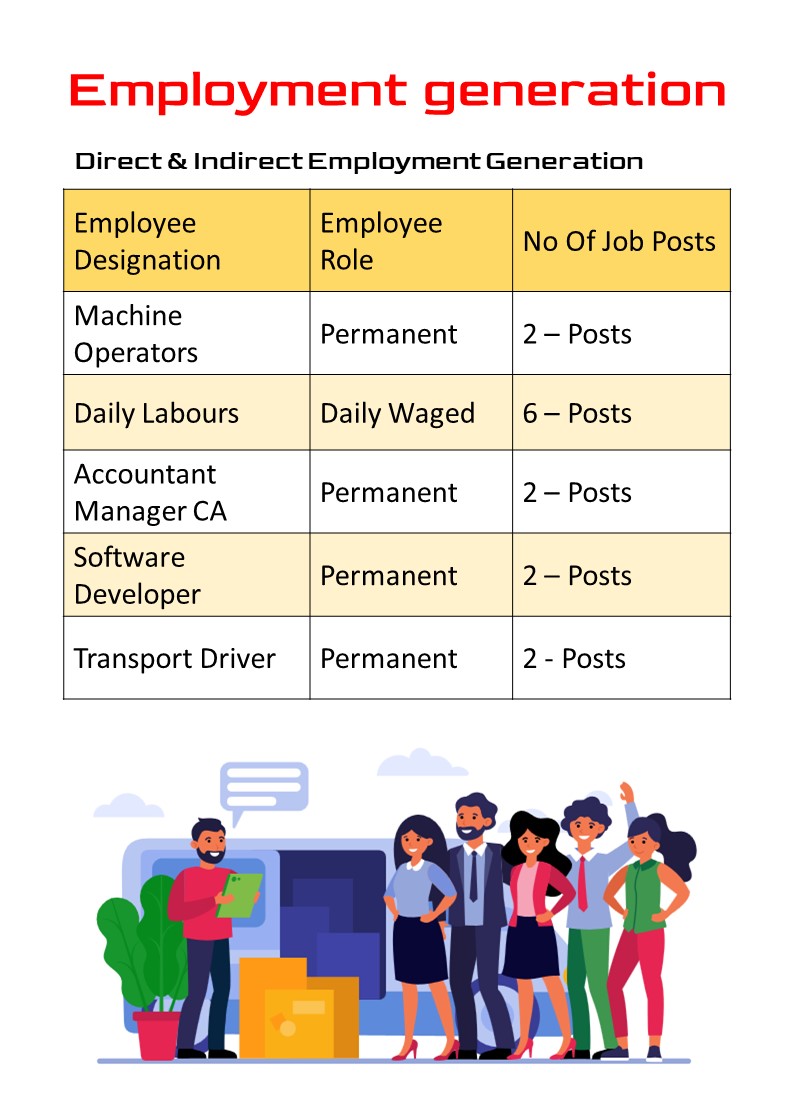 Employment generation
Direct & Indirect Employment Generation
Employee
Designation
Employee
Role
No Of Job Posts
Machine
Operators
Permanent
2 – Posts
Daily Labours
Daily Waged
6 – Posts
Accountant
Manager CA
Permanent
2 – Posts
Software
Developer
Permanent
2 – Posts
Transport Driver
Permanent
2 - Posts